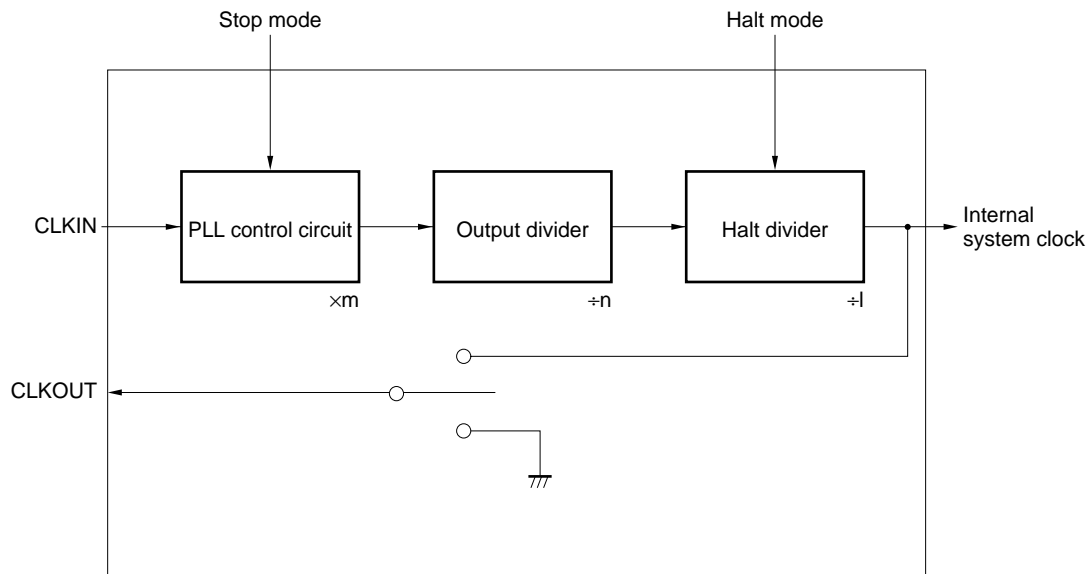 Stop mode
Halt mode
CLKIN
PLL control circuit
Output divider
Halt divider
Internal
system clock
×m
÷n
÷l
CLKOUT